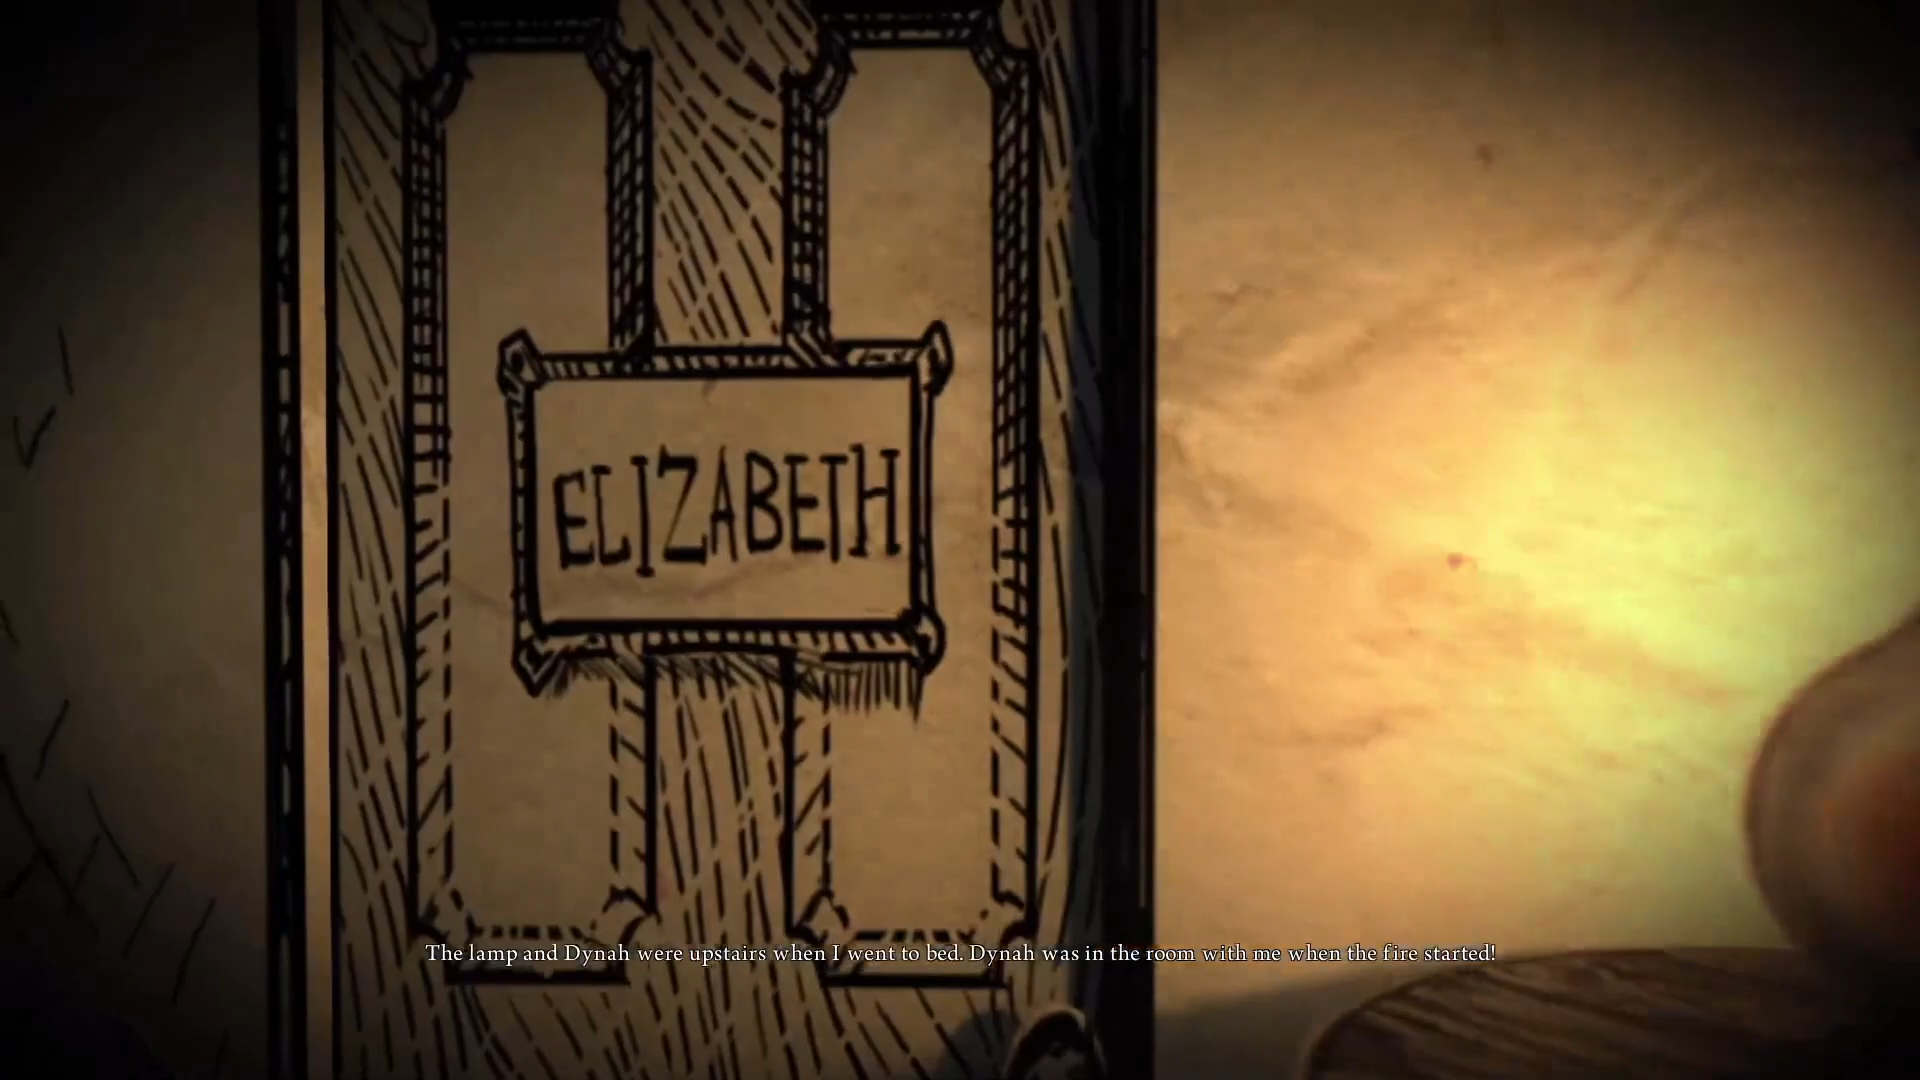 ELIZABETH
The lamp and Dynah were upstairs when I went to bed. Dynah was in the room with me when the fire started!